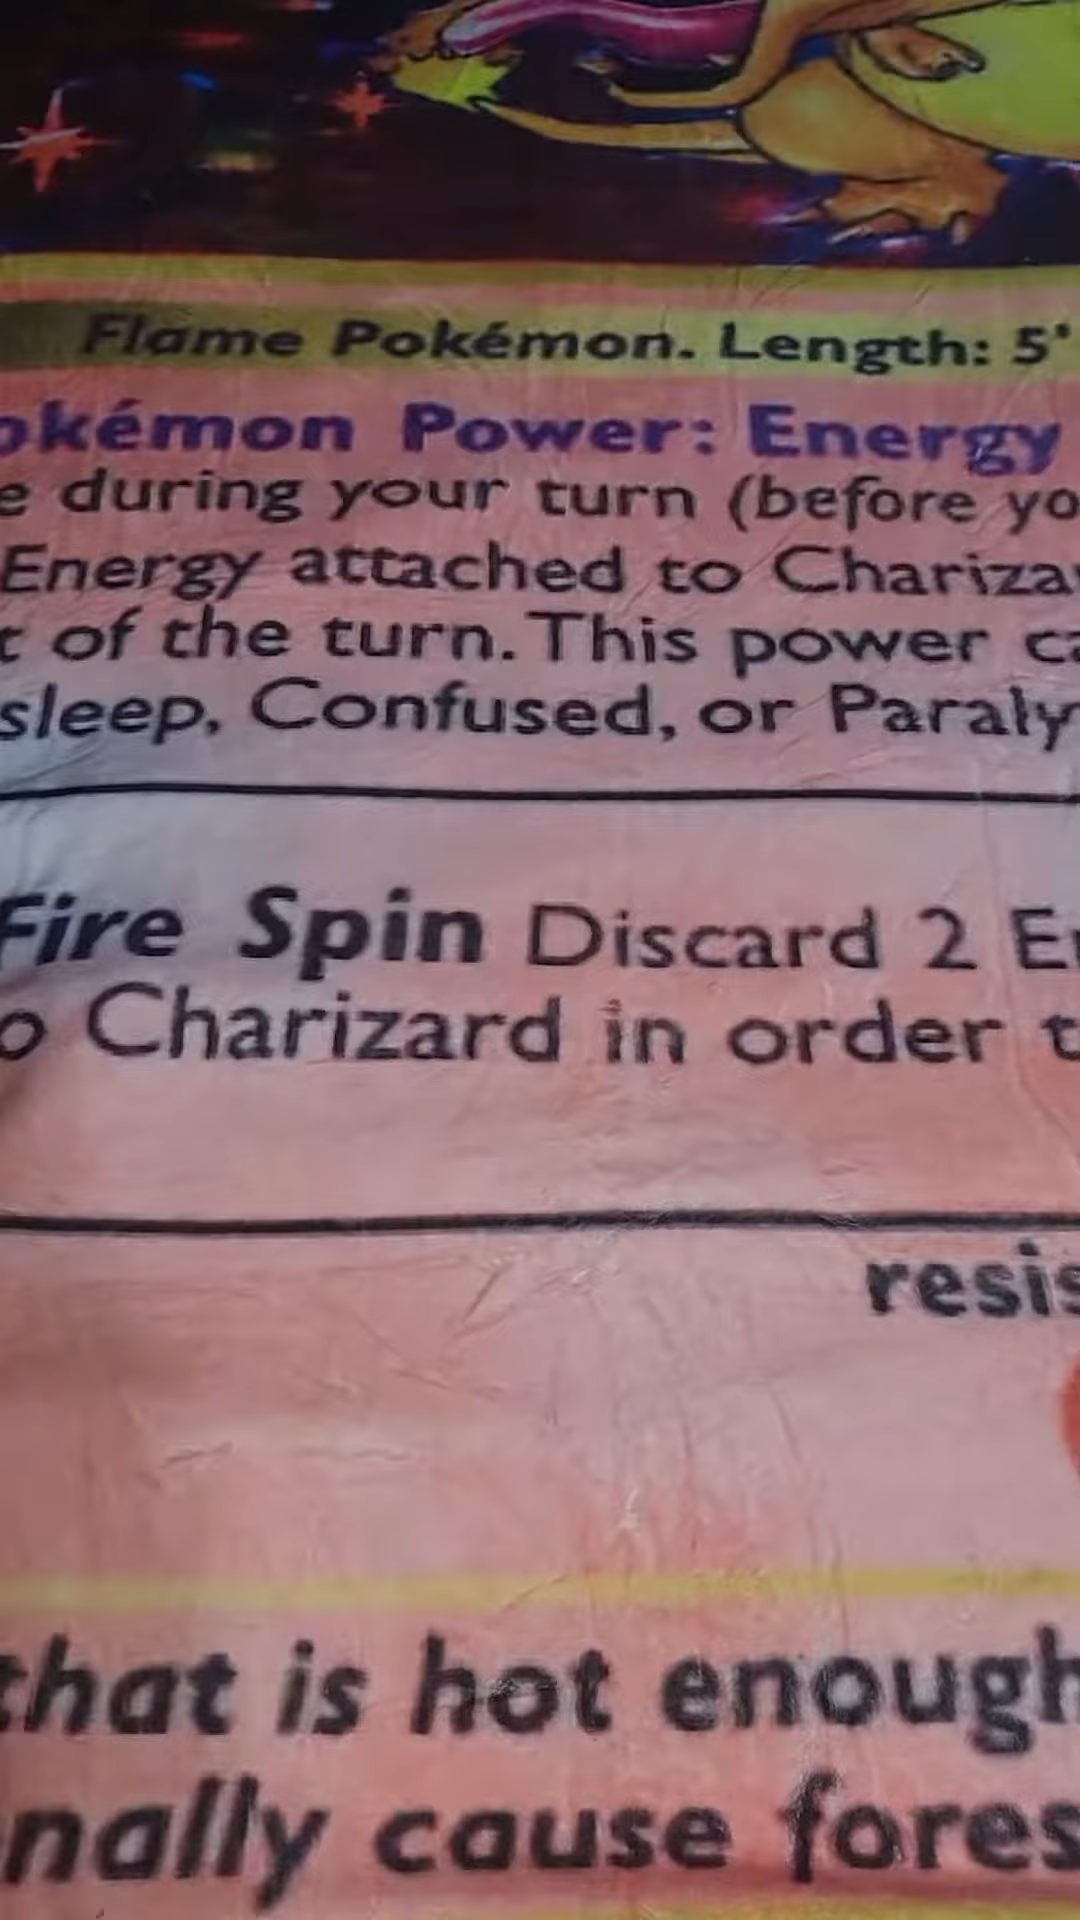 Flame Pokémon. Length: 5'
okémon Power: Energy
e during your turn (before yo
Energy attached to Chariza
t of the turn. This power ca
sleep, Confused, or Paraly
Fire Spin Discard 2 En
o Charizard in order t
resis
that is hot enough
nally cause fores